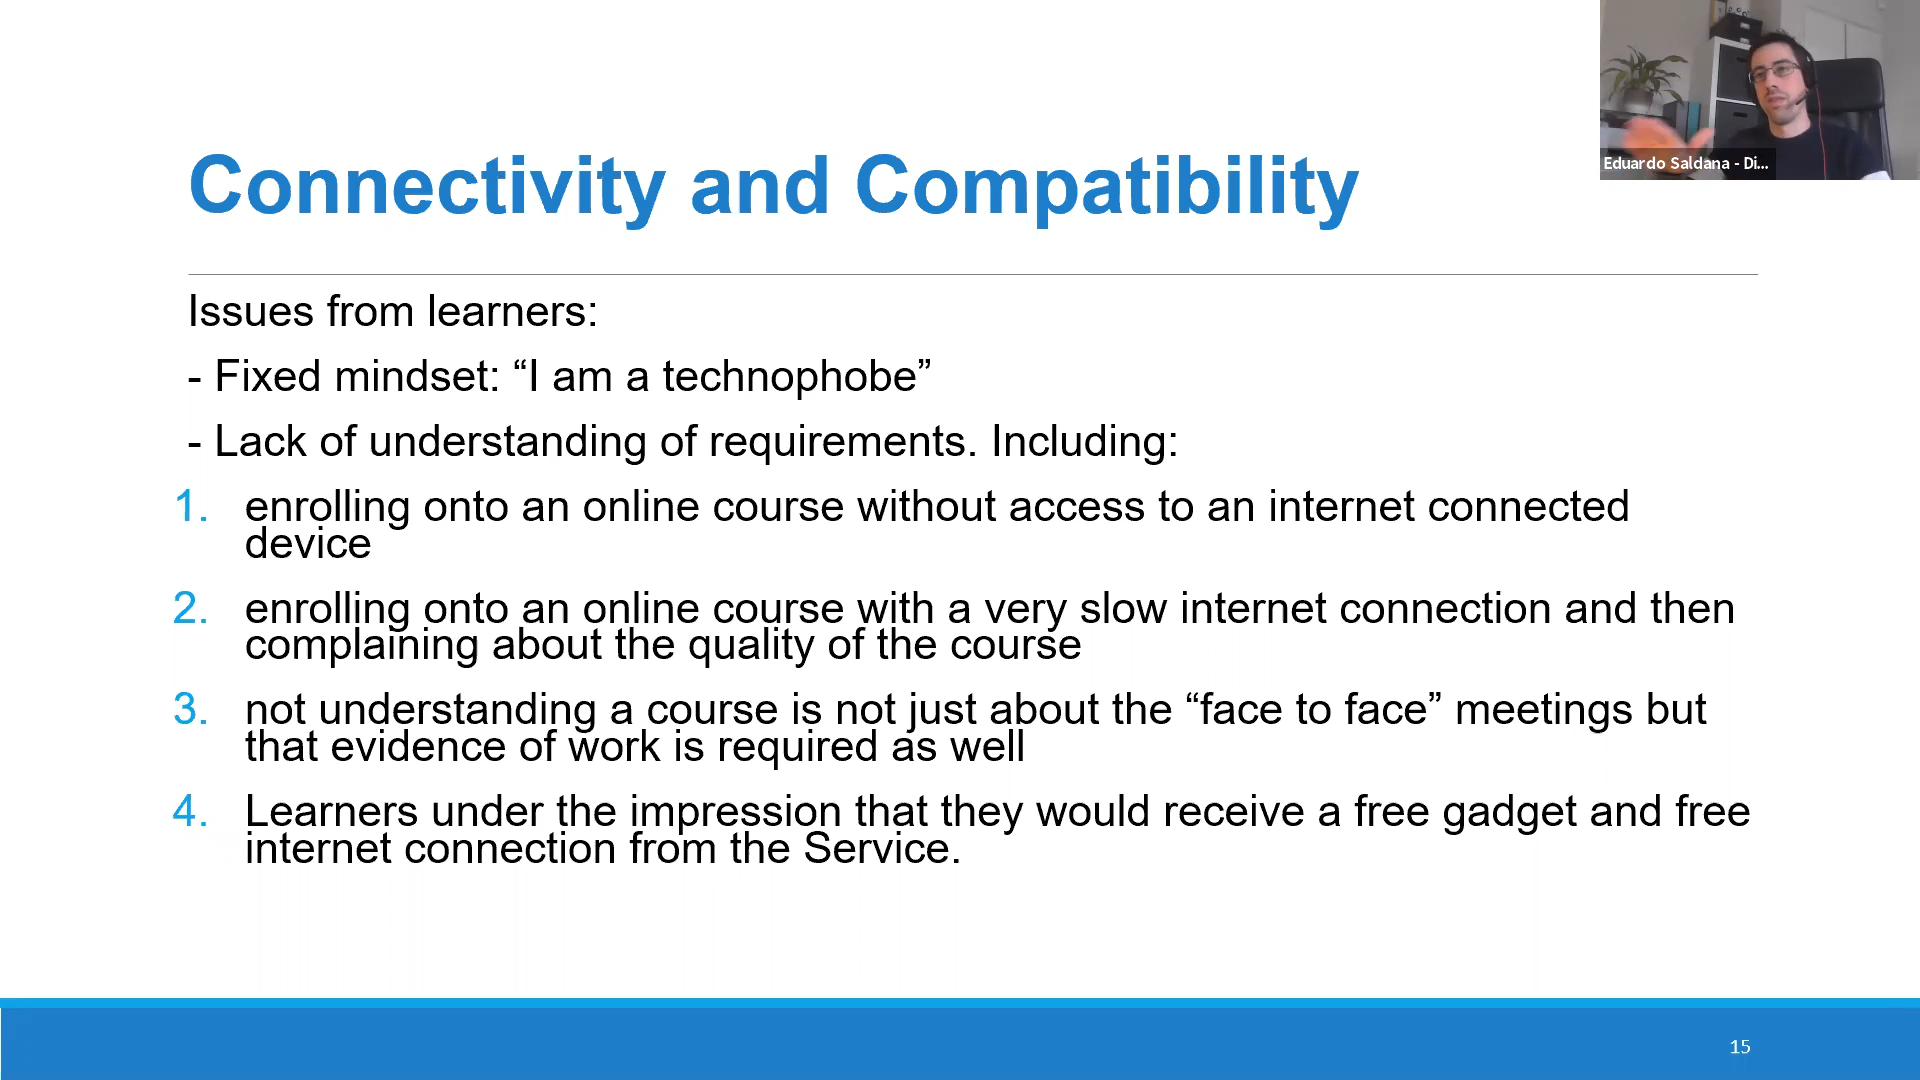 Eduardo Saldana - Di...
Connectivity and Compatibility
Issues from learners:
- Fixed mindset: “I am a technophobe”
- Lack of understanding of requirements. Including:
1. enrolling onto an online course without access to an internet connected
device
2. enrolling onto an online course with a very slow internet connection and then
complaining about the quality of the course
3. not understanding a course is not just about the “face to face” meetings but
that evidence of work is required as well
4. Learners under the impression that they would receive a free gadget and free
internet connection from the Service.
15